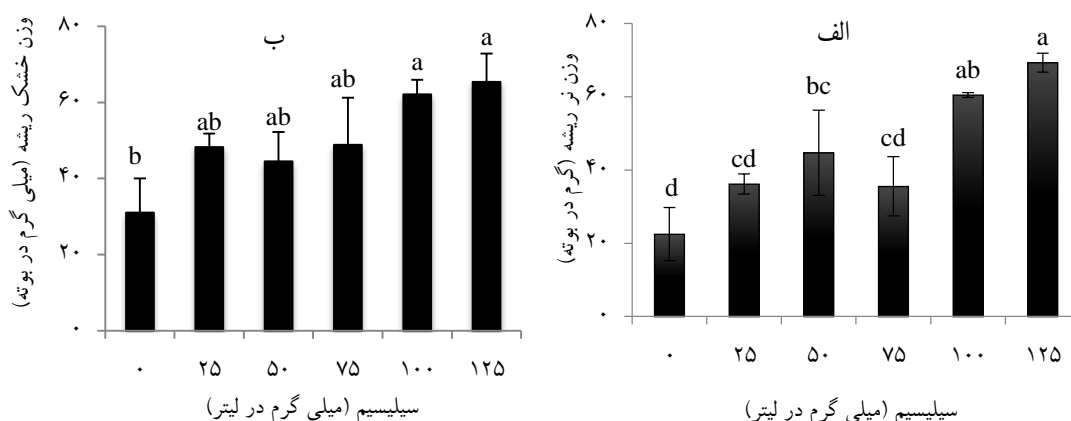 الف
وزن نر ریشه (گرم در بوته)
۸۰
۶۰
۴۰
۲۰
۰
d
cd
bc
cd
ab
a
۰ ۲۵ ۵۰ ۷۵ ۱۰۰ ۱۲۵
سیلیسیم (میلی گرم در لیتر)
ب
وزن خشک ریشه (میلی گرم در بوته)
۸۰
۶۰
۴۰
۲۰
۰
b
ab
ab
ab
a
a
۰ ۲۵ ۵۰ ۷۵ ۱۰۰ ۱۲۵
سیلیسیم (میلی گرم در لیتر)